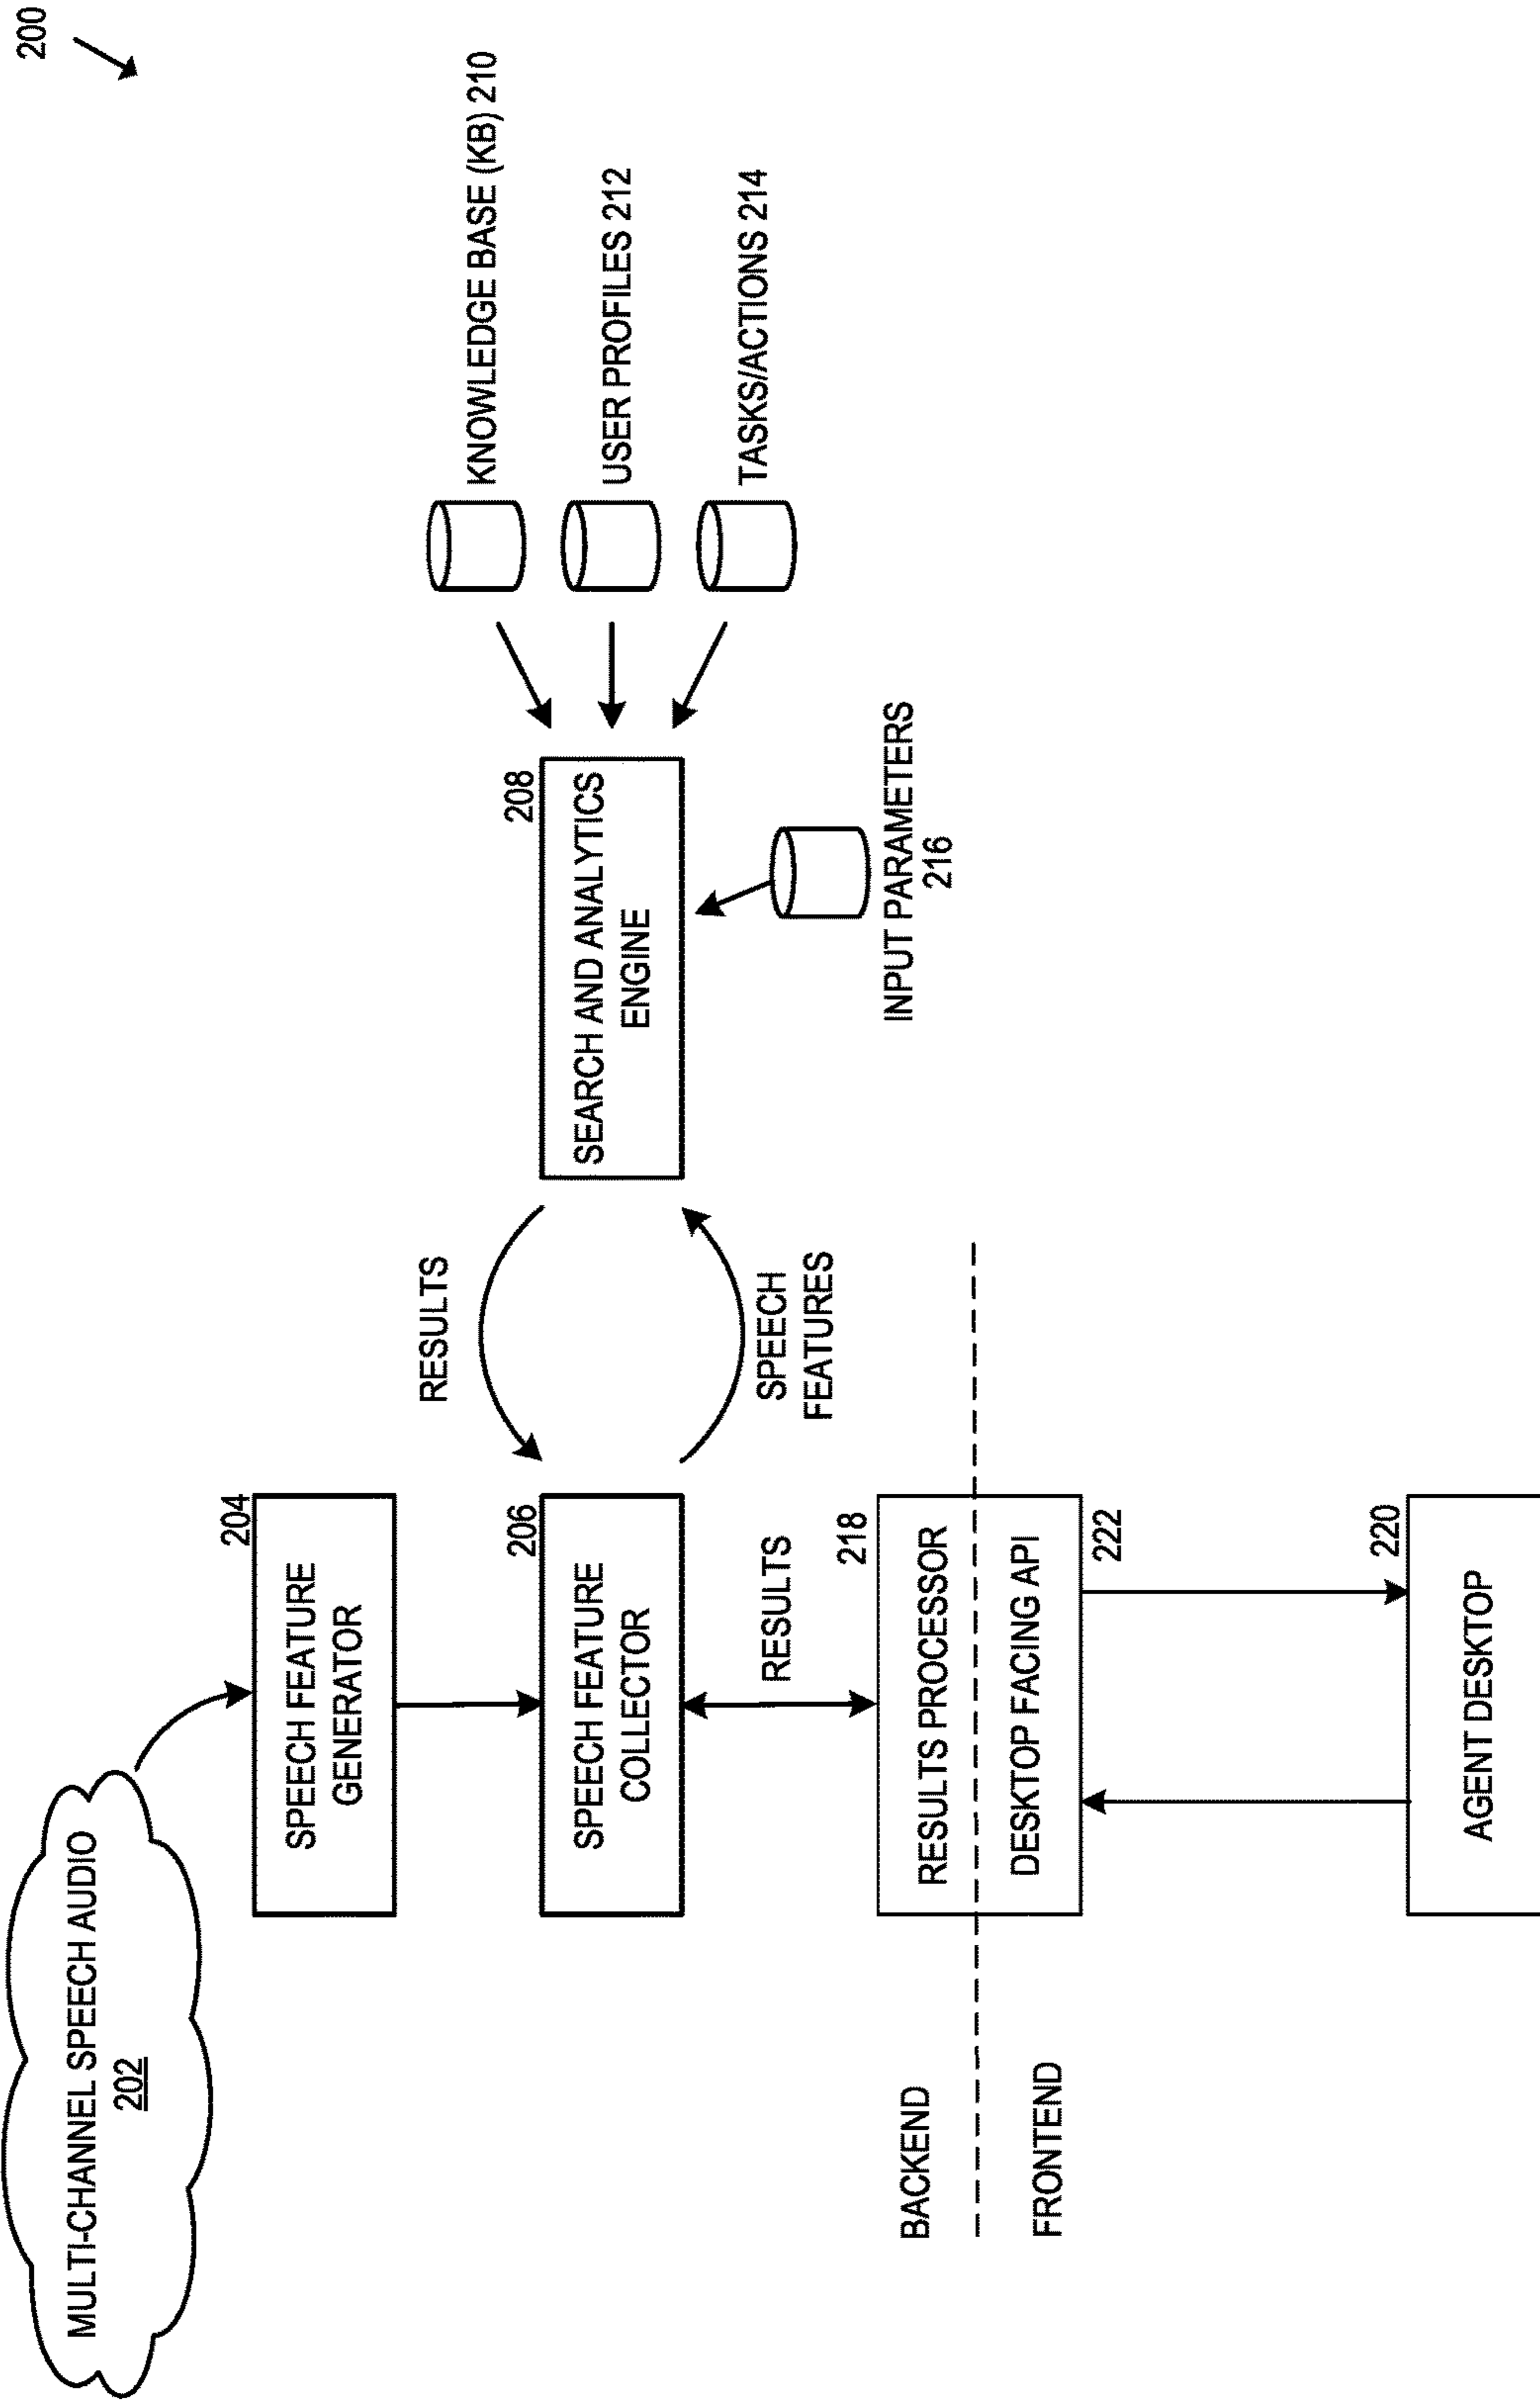 200
MULTI-CHANNEL SPEECH AUDIO
202
204
SPEECH FEATURE
GENERATOR
206
SPEECH FEATURE
COLLECTOR
RESULTS
SPEECH
FEATURES
208
SEARCH AND ANALYTICS
ENGINE
KNOWLEDGE BASE (KB) 210
USER PROFILES 212
TASKS/ACTIONS 214
INPUT PARAMETERS
216
RESULTS
218
RESULTS PROCESSOR
DESKTOP FACING API
222
BACKEND
FRONTEND
220
AGENT DESKTOP